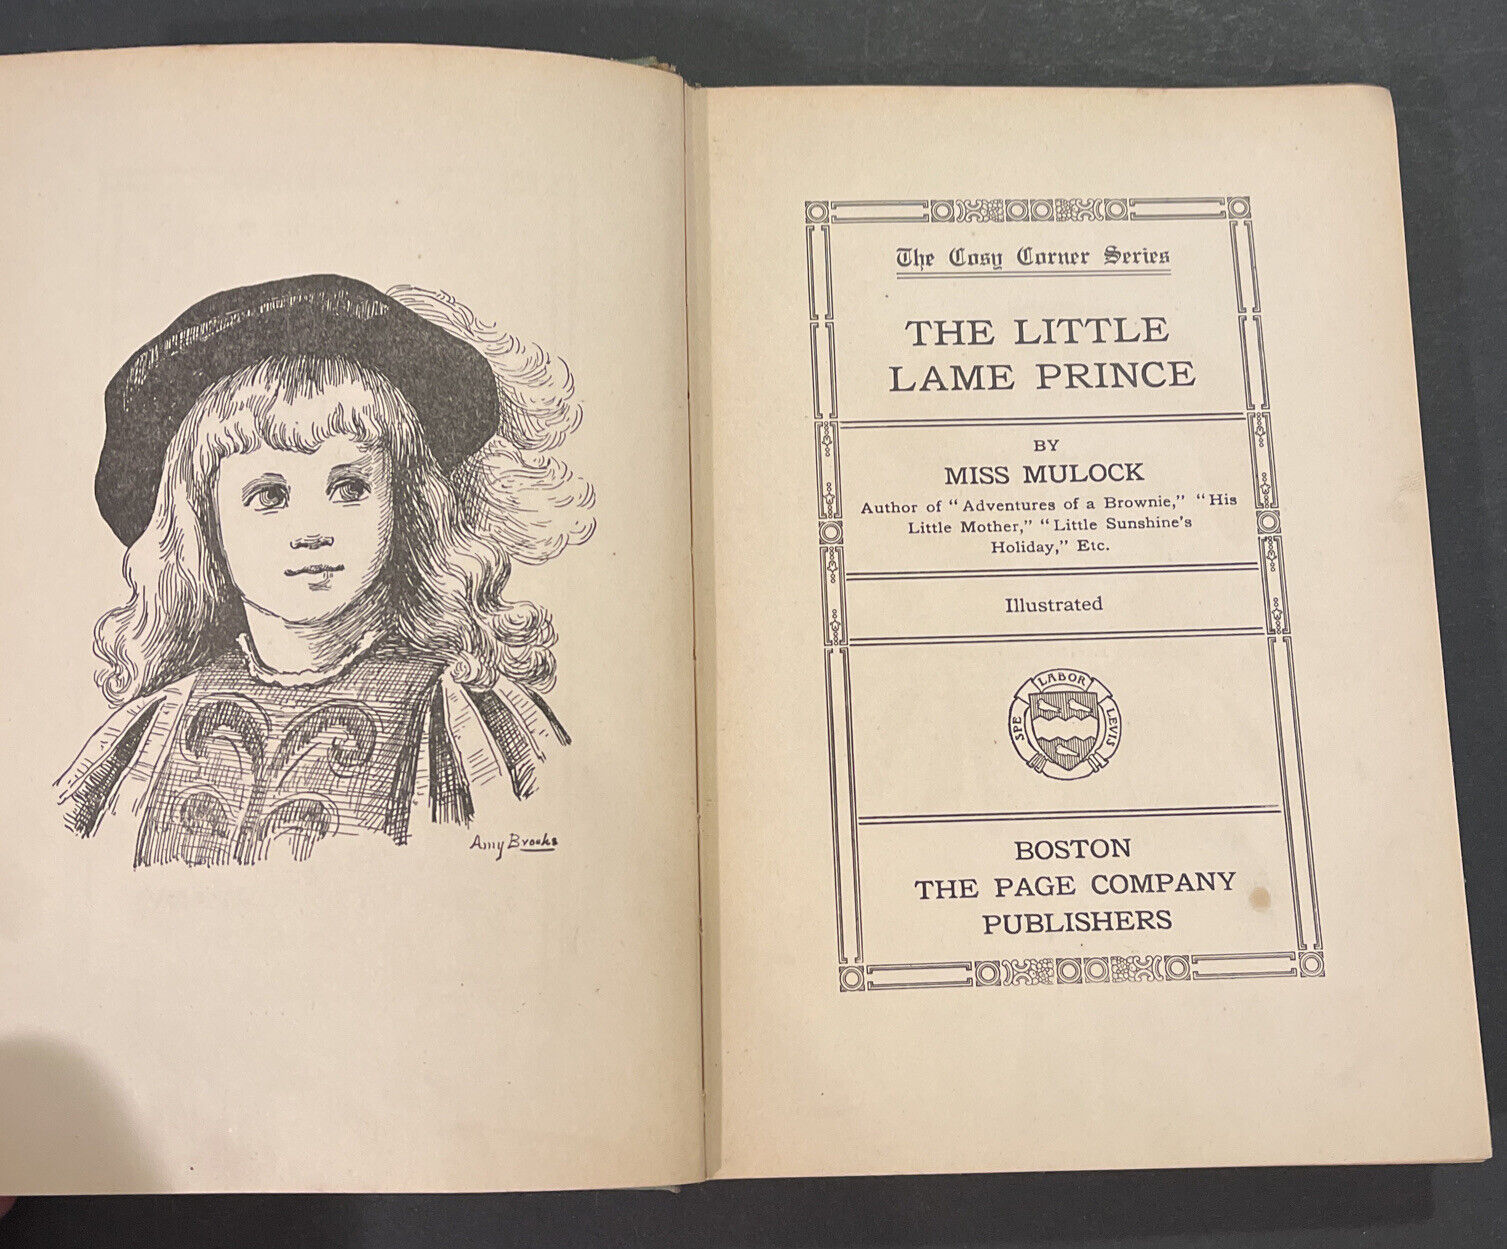 Amy Brooks
The Cosy Corner Series
THE LITTLE
LAME PRINCE
BY
MISS MULOCK
Author of “Adventures of a Brownie,” “His
Little Mother,” “Little Sunshine's
Holiday,” Etc.
Illustrated
SPE LABOR LEVIS
BOSTON
THE PAGE COMPANY
PUBLISHERS